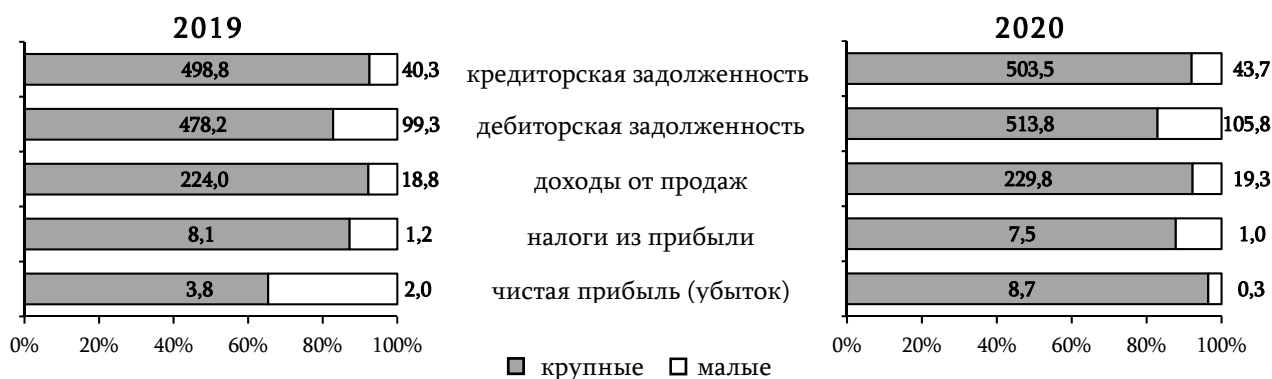 2019 2020
498,8 40,3 кредиторская задолженность 503,5 43,7
478,2 99,3 дебиторская задолженность 513,8 105,8
224,0 18,8 доходы от продаж 229,8 19,3
8,1 1,2 налоги из прибыли 7,5 1,0
3,8 2,0 чистая прибыль (убыток) 8,7 0,3
0% 20% 40% 60% 80% 100% 0% 20% 40% 60% 80% 100%
крупные малые